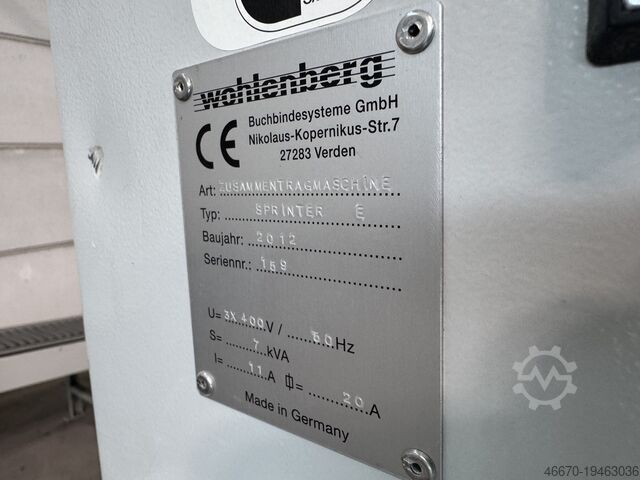 wohlenberg
Buchbindesysteme GmbH
Nikolaus-Kopernikus-Str.7
27283 Verden
CE
Art: ZUSAMMENTRAGMASCHINE
Typ: SPRINTER E
Baujahr: 2012
Seriennr.: 169
U= 3X400V / ......50Hz
S= ......7..kVA
I= ....11.A = ......20.A
Made in Germany
46670-19463036